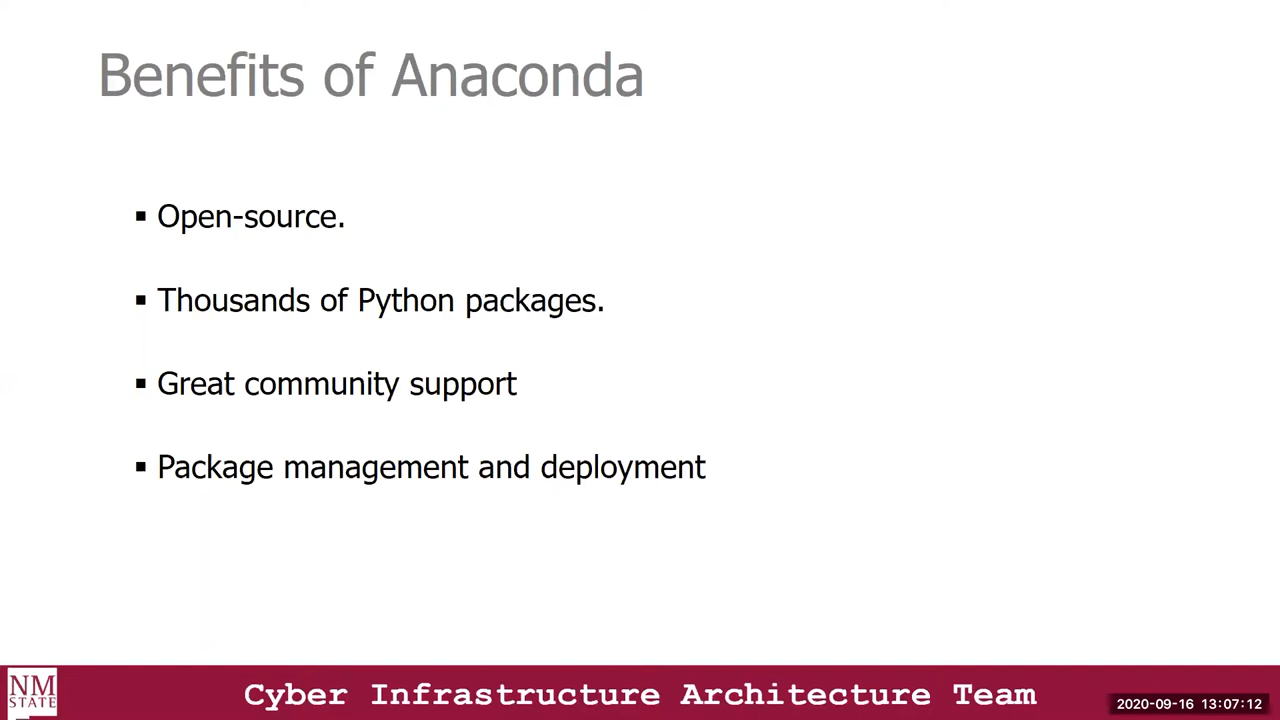 Benefits of Anaconda
▪ Open-source.
▪ Thousands of Python packages.
▪ Great community support
▪ Package management and deployment
NM
STATE
Cyber Infrastructure Architecture Team
2020-09-16 13:07:12